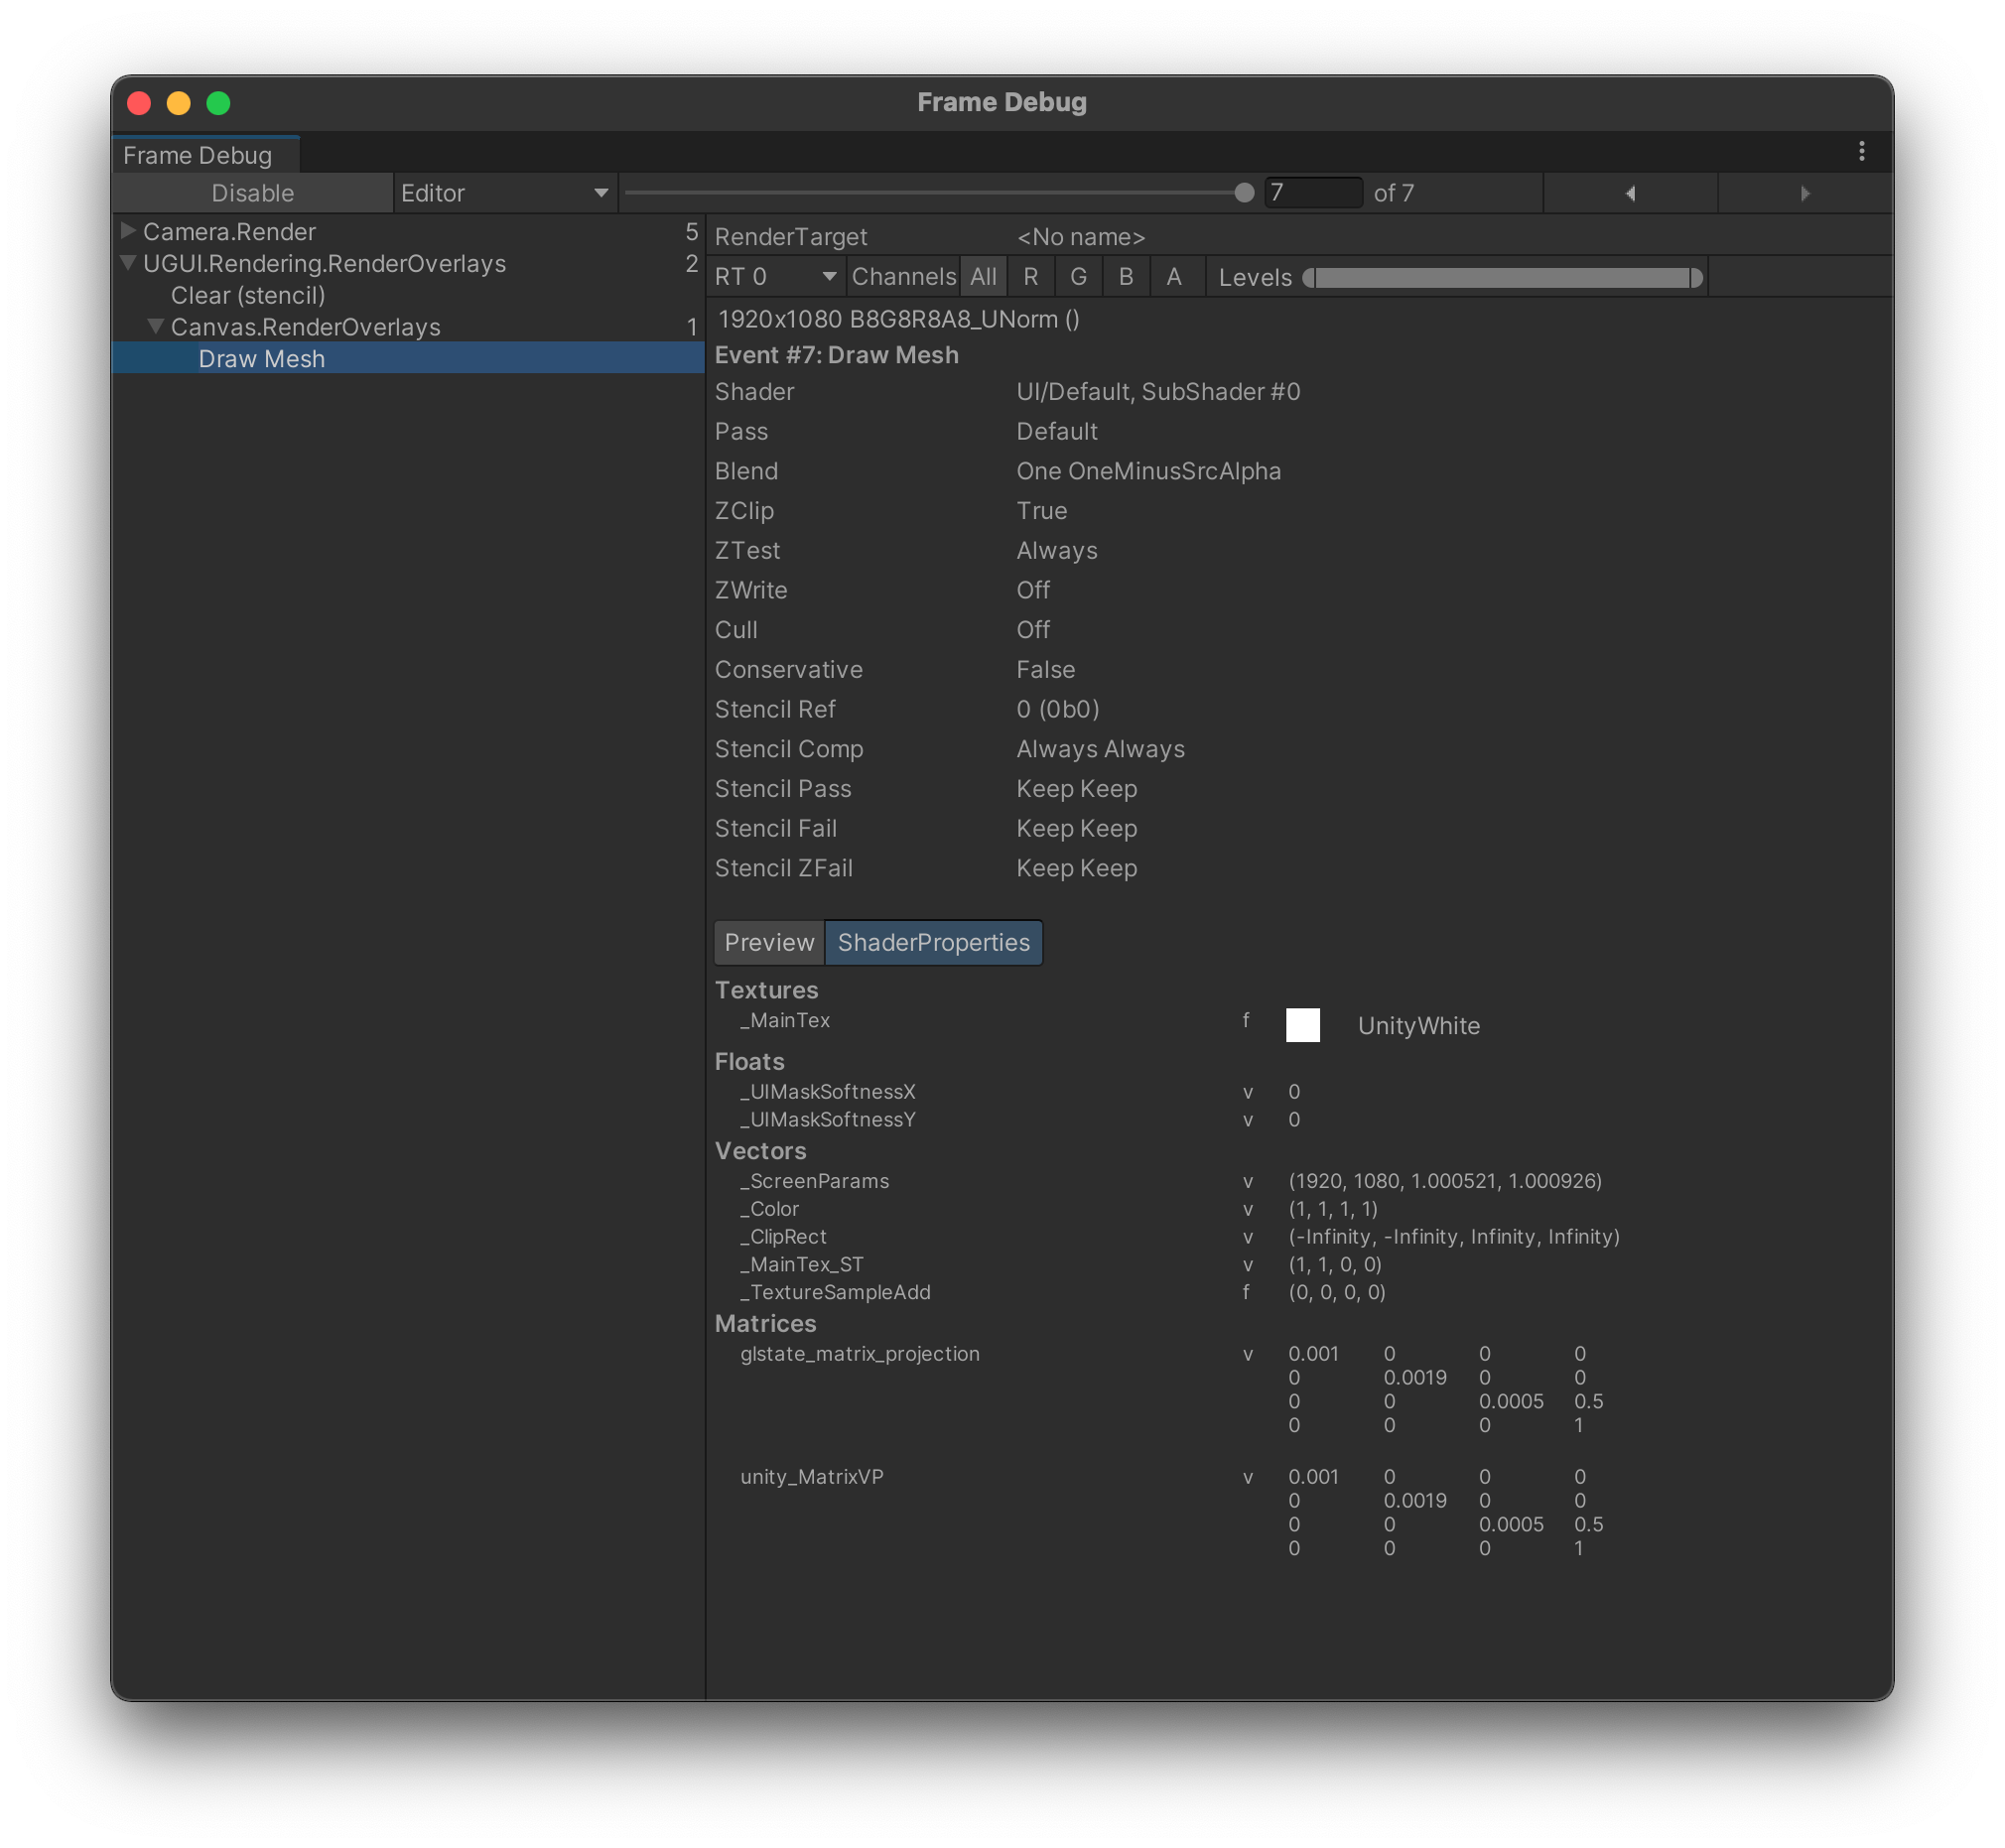 Frame Debug
Frame Debug
Disable Editor 7 of 7
Camera.Render 5
UGUI.Rendering.RenderOverlays 2
Clear (stencil)
Canvas.RenderOverlays 1
Draw Mesh
RenderTarget <No name>
RT 0 Channels All R G B A Levels
1920x1080 B8G8R8A8_UNorm ()
Event #7: Draw Mesh
Shader UI/Default, SubShader #0
Pass Default
Blend One OneMinusSrcAlpha
ZClip True
ZTest Always
ZWrite Off
Cull Off
Conservative False
Stencil Ref 0 (0b0)
Stencil Comp Always Always
Stencil Pass Keep Keep
Stencil Fail Keep Keep
Stencil ZFail Keep Keep
Preview ShaderProperties
Textures
_MainTex f UnityWhite
Floats
_UIMaskSoftnessX v 0
_UIMaskSoftnessY v 0
Vectors
_ScreenParams v (1920, 1080, 1.000521, 1.000926)
_Color v (1, 1, 1, 1)
_ClipRect v (-Infinity, -Infinity, Infinity, Infinity)
_MainTex_ST v (1, 1, 0, 0)
_TextureSampleAdd f (0, 0, 0, 0)
Matrices
glstate_matrix_projection v 0.001 0 0 0
0 0.0019 0 0
0 0 0.0005 0.5
0 0 0 1
unity_MatrixVP v 0.001 0 0 0
0 0.0019 0 0
0 0 0.0005 0.5
0 0 0 1